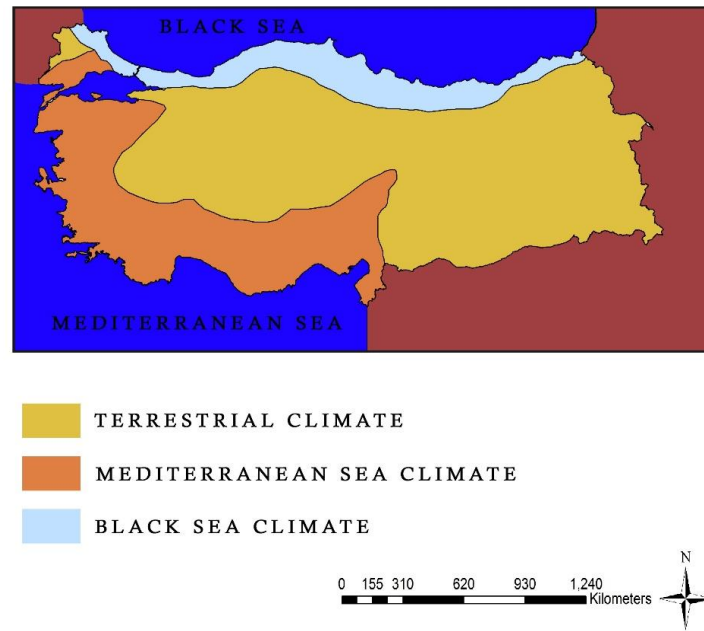 BLACK SEA
MEDITERRANEAN SEA
TERRESTRIAL CLIMATE
MEDITERRANEAN SEA CLIMATE
BLACK SEA CLIMATE
N
0 155 310 620 930 1,240
Kilometers